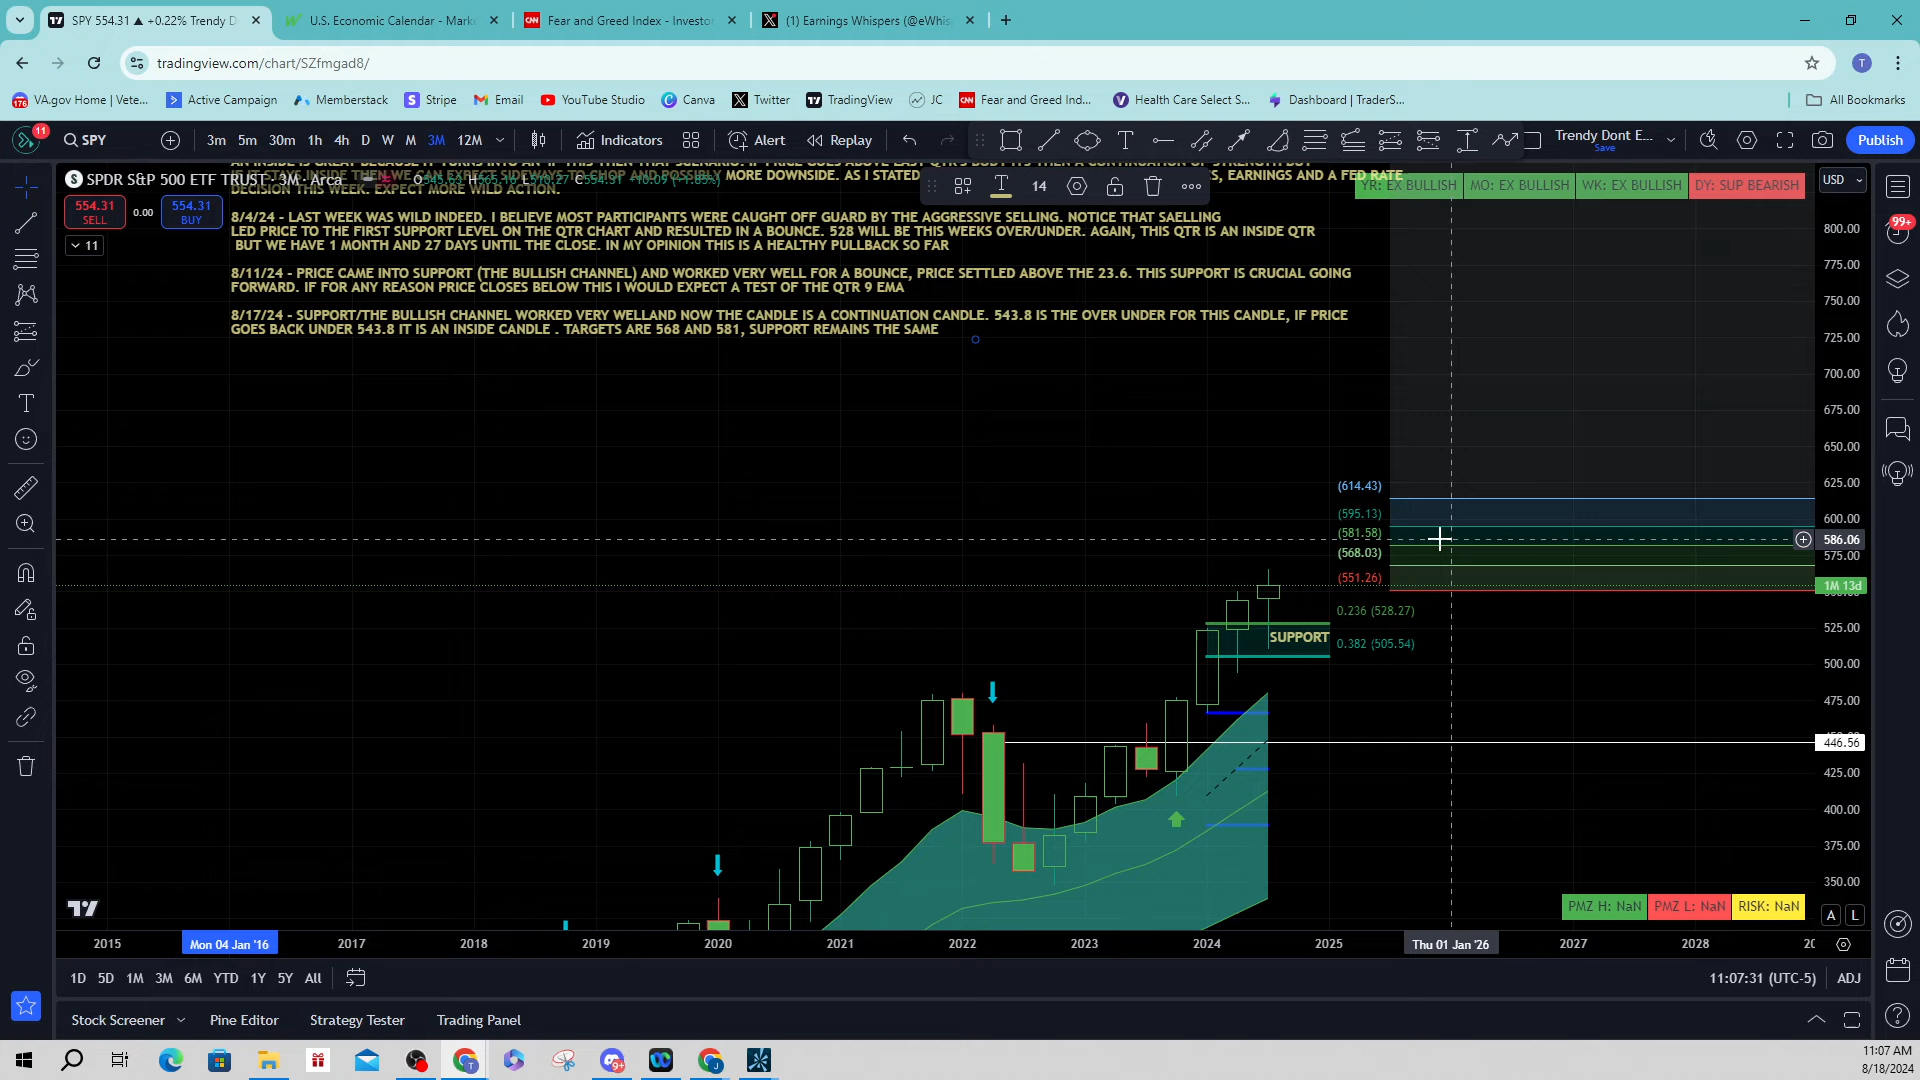 SPY 554.31 ▲ +0.22% Trendy D
U.S. Economic Calendar - Mark
Fear and Greed Index - Investor
(1) Earnings Whispers (@eWhis
tradingview.com/chart/SZfmgad8/
VA.gov Home | Vete...
Active Campaign
Memberstack
Stripe
Email
YouTube Studio
Canva
Twitter
TradingView
JC
Fear and Greed Ind...
Health Care Select S...
Dashboard | TraderS...
All Bookmarks
11
SPY
3m 5m 30m 1h 4h D W M 3M 12M
Indicators
Alert
Replay
Trendy Dont E...
Save
Publish
SPDR S&P 500 ETF TRUST · 3M · Arca
MORE DOWNSIDE. AS I STATED
EARNINGS AND A FED RATE
DECISION THIS WEEK. EXPECT MORE WILD ACTION.
14
YR: EX BULLISH MO: EX BULLISH WK: EX BULLISH DY: SUP BEARISH
USD
554.31 SELL 0.00 554.31 BUY
11
8/4/24 - LAST WEEK WAS WILD INDEED. I BELIEVE MOST PARTICIPANTS WERE CAUGHT OFF GUARD BY THE AGGRESSIVE SELLING. NOTICE THAT SAELLING
LED PRICE TO THE FIRST SUPPORT LEVEL ON THE QTR CHART AND RESULTED IN A BOUNCE. 528 WILL BE THIS WEEKS OVER/UNDER. AGAIN, THIS QTR IS AN INSIDE QTR
BUT WE HAVE 1 MONTH AND 27 DAYS UNTIL THE CLOSE. IN MY OPINION THIS IS A HEALTHY PULLBACK SO FAR
8/11/24 - PRICE CAME INTO SUPPORT (THE BULLISH CHANNEL) AND WORKED VERY WELL FOR A BOUNCE, PRICE SETTLED ABOVE THE 23.6. THIS SUPPORT IS CRUCIAL GOING
FORWARD. IF FOR ANY REASON PRICE CLOSES BELOW THIS I WOULD EXPECT A TEST OF THE QTR 9 EMA
8/17/24 - SUPPORT/THE BULLISH CHANNEL WORKED VERY WELLAND NOW THE CANDLE IS A CONTINUATION CANDLE. 543.8 IS THE OVER UNDER FOR THIS CANDLE, IF PRICE
GOES BACK UNDER 543.8 IT IS AN INSIDE CANDLE . TARGETS ARE 568 AND 581, SUPPORT REMAINS THE SAME
800.00
775.00
750.00
725.00
700.00
675.00
650.00
625.00
600.00
586.06
575.00
1M 13d
525.00
500.00
475.00
446.56
425.00
400.00
375.00
350.00
(614.43)
(595.13)
(581.58)
(568.03)
(551.26)
0.236 (528.27)
SUPPORT
0.382 (505.54)
PMZ H: NaN PMZ L: NaN RISK: NaN
A L
2015 Mon 04 Jan '16 2017 2018 2019 2020 2021 2022 2023 2024 2025 Thu 01 Jan '26 2027 2028
1D 5D 1M 3M 6M YTD 1Y 5Y All
11:07:31 (UTC-5)
ADJ
99+
Stock Screener
Pine Editor
Strategy Tester
Trading Panel
11:07 AM
8/18/2024